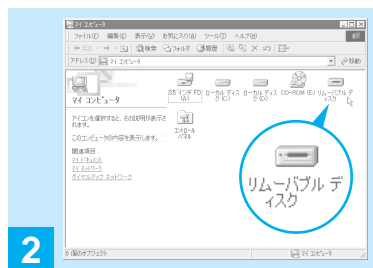 マイ コンピュータ
ファイル(F) 編集(E) 表示(V) お気に入り(A) ツール(T) ヘルプ(H)
検索 フォルダ 履歴
アドレス(D) マイ コンピュータ 移動
マイ コンピュータ
アイコンを選択すると、その説明が表示されます。
このコンピュータの内容を表示します。
関連項目:
マイ ドキュメント
マイ ネットワーク
ダイヤルアップ ネットワーク
3.5 インチ FD (A)
ローカル ディスク (C)
ローカル ディスク (D)
CD-ROM (E)
リムーバブル ディスク
コントロール パネル
リムーバブル デ
ィスク
6 個のオブジェクト
マイ コンピュータ
2